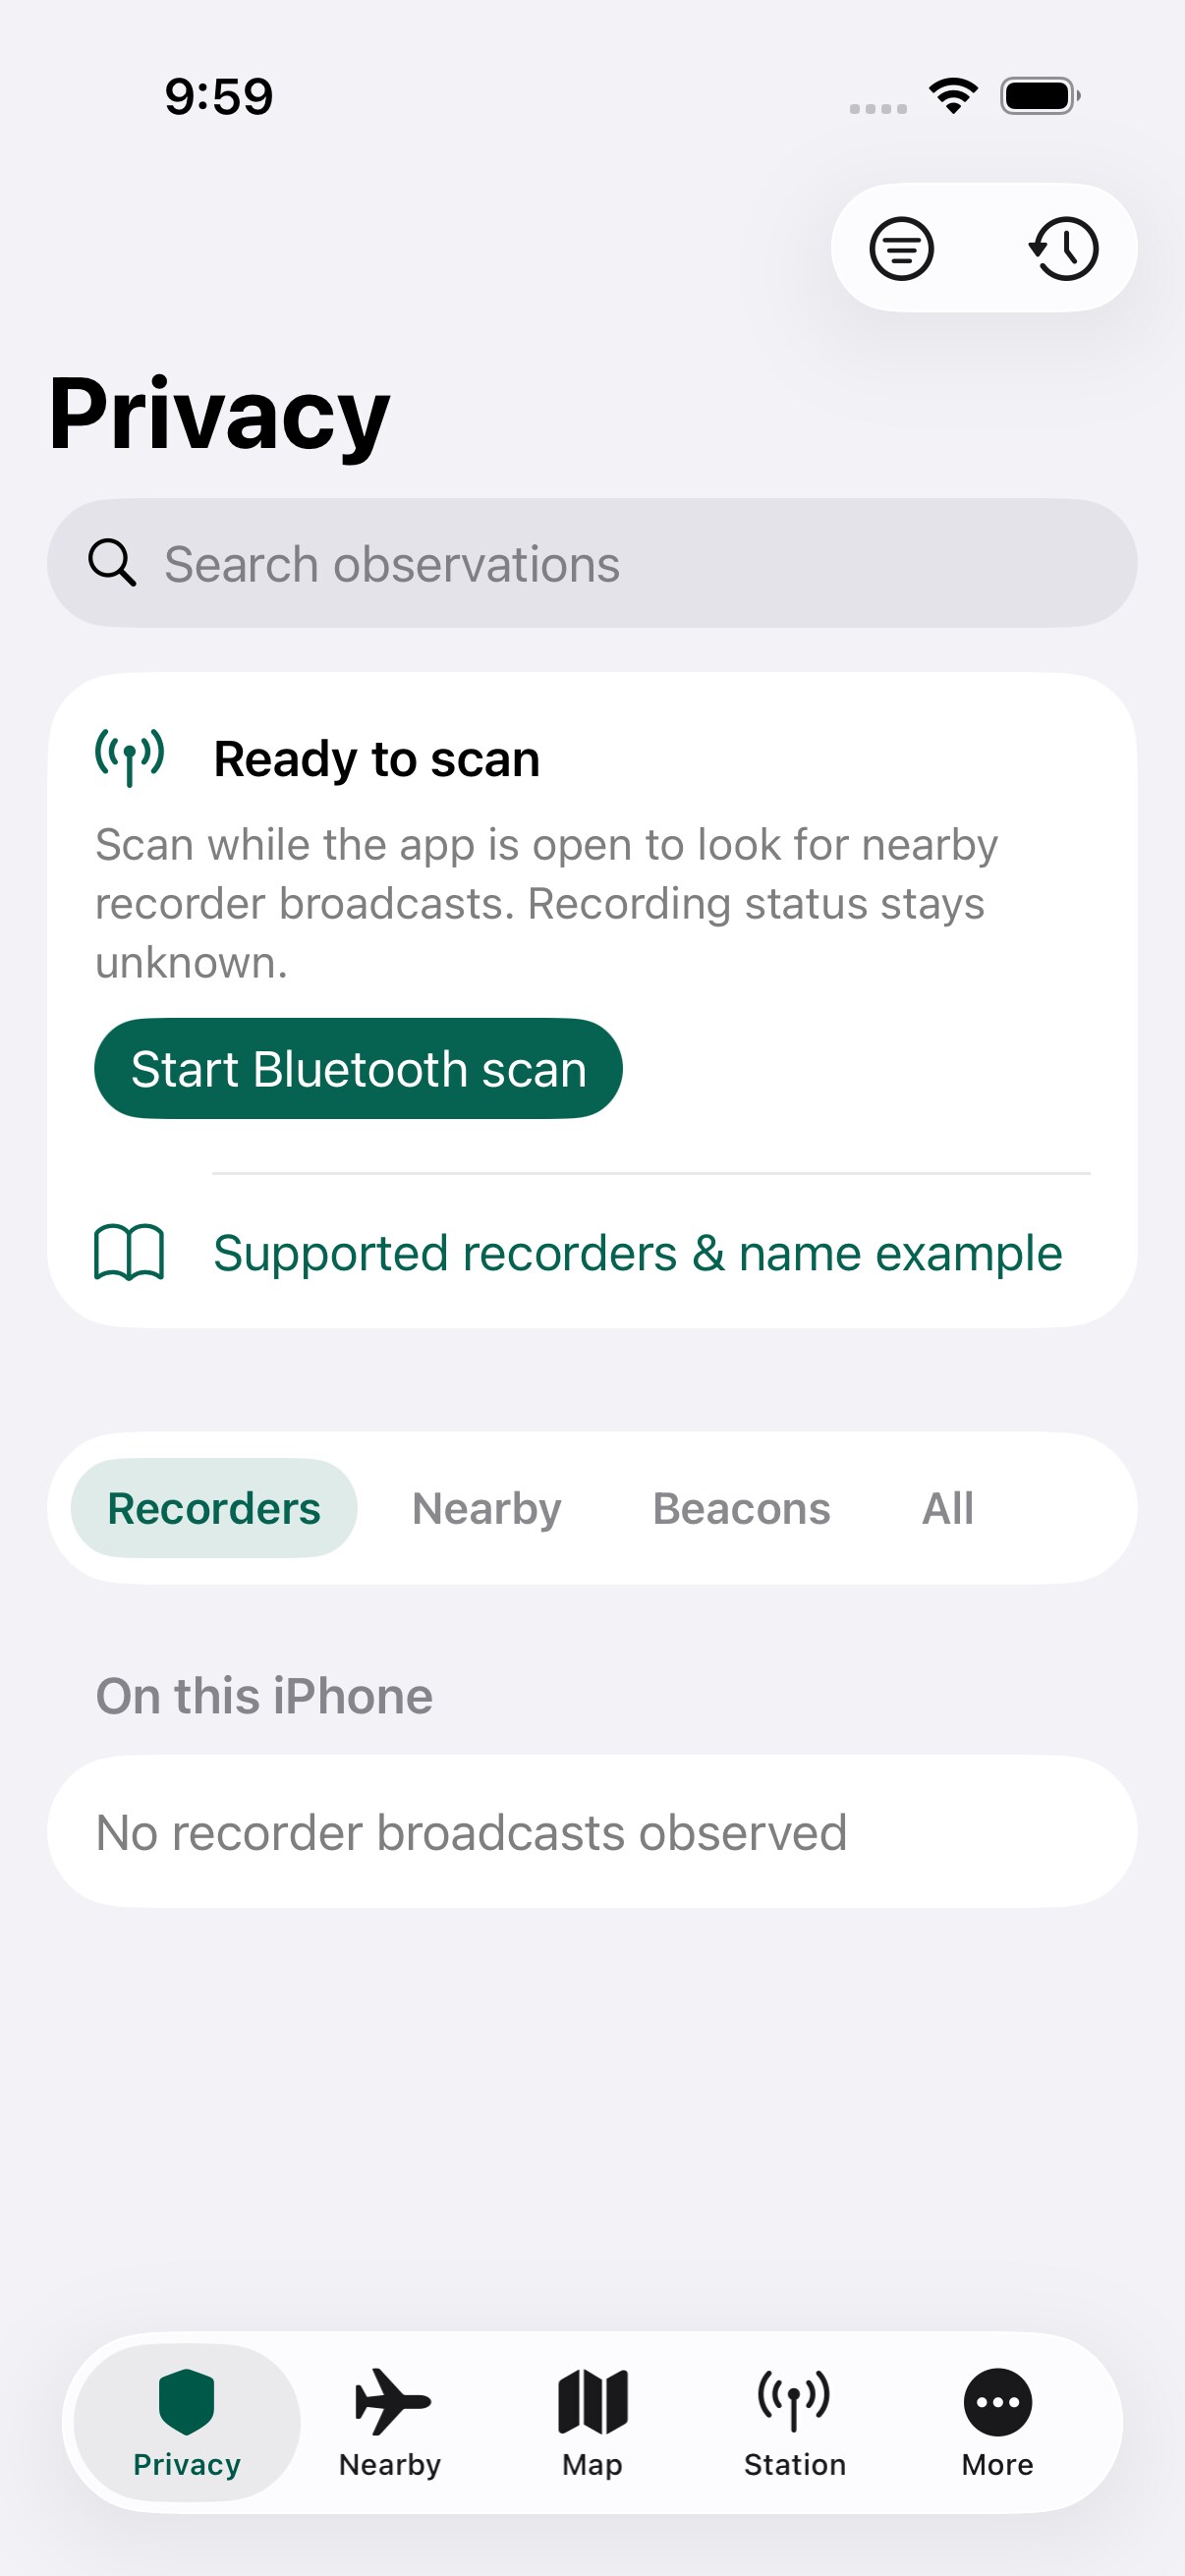 9:59
Privacy
Search observations
Ready to scan
Scan while the app is open to look for nearby
recorder broadcasts. Recording status stays
unknown.
Start Bluetooth scan
Supported recorders & name example
Recorders Nearby Beacons All
On this iPhone
No recorder broadcasts observed
Privacy Nearby Map Station More